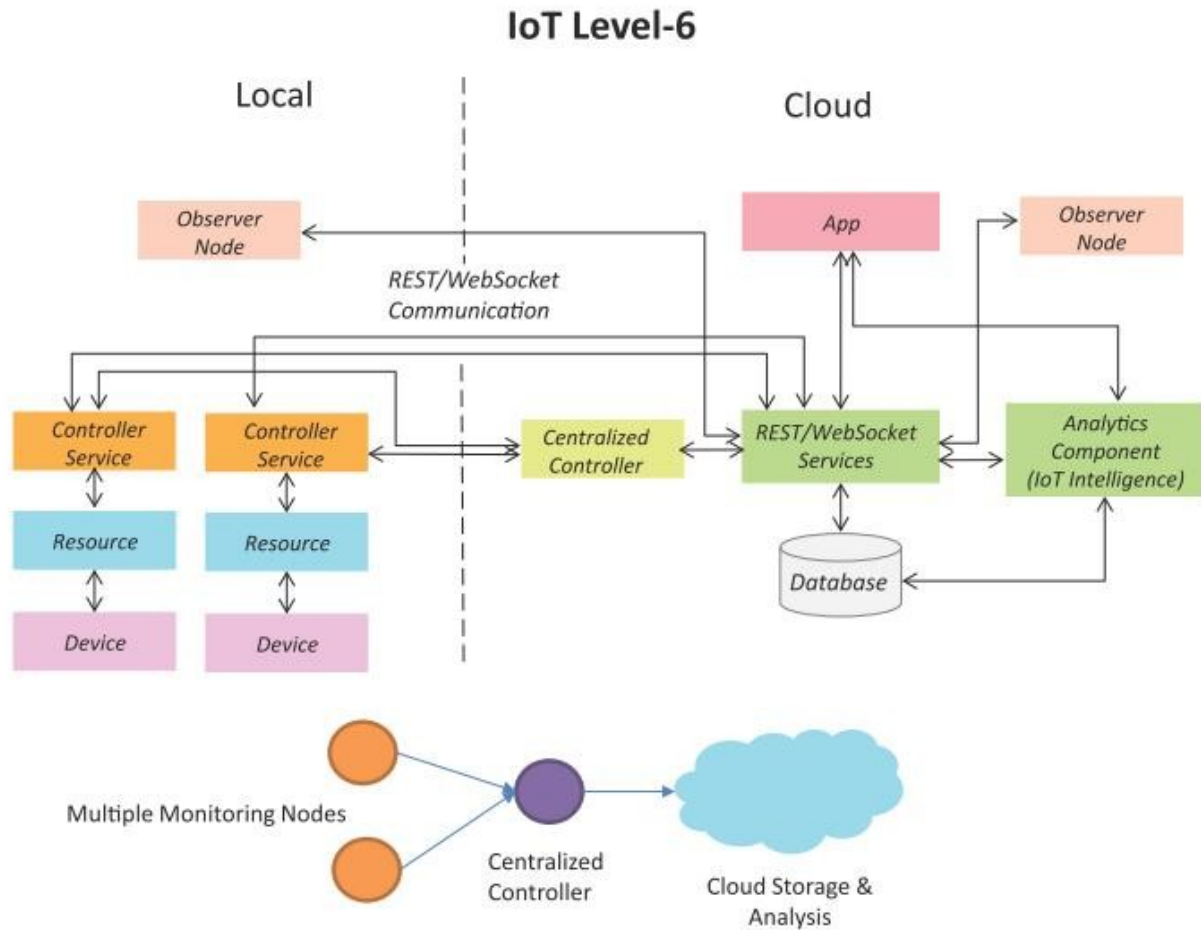 IoT Level-6
Local
Cloud
Observer
Node
App
Observer
Node
REST/WebSocket
Communication
Controller
Service
Controller
Service
Centralized
Controller
REST/WebSocket
Services
Analytics
Component
(IoT Intelligence)
Resource
Resource
Database
Device
Device
Multiple Monitoring Nodes
Centralized
Controller
Cloud Storage &
Analysis